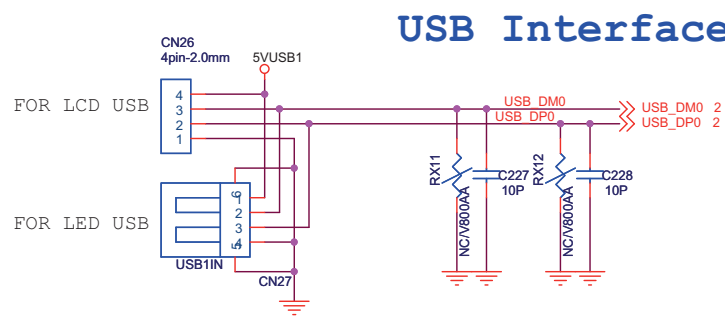 USB Interface
CN26
4pin-2.0mm
5VUSB1
FOR LCD USB
4
3
2
1
USB_DM0
USB_DM0 2
USB_DP0
USB_DP0 2
RX11
NC/V800AA
C227
10P
RX12
NC/V800AA
C228
10P
FOR LED USB
6
1
2
3
4
5
USB1IN
CN27